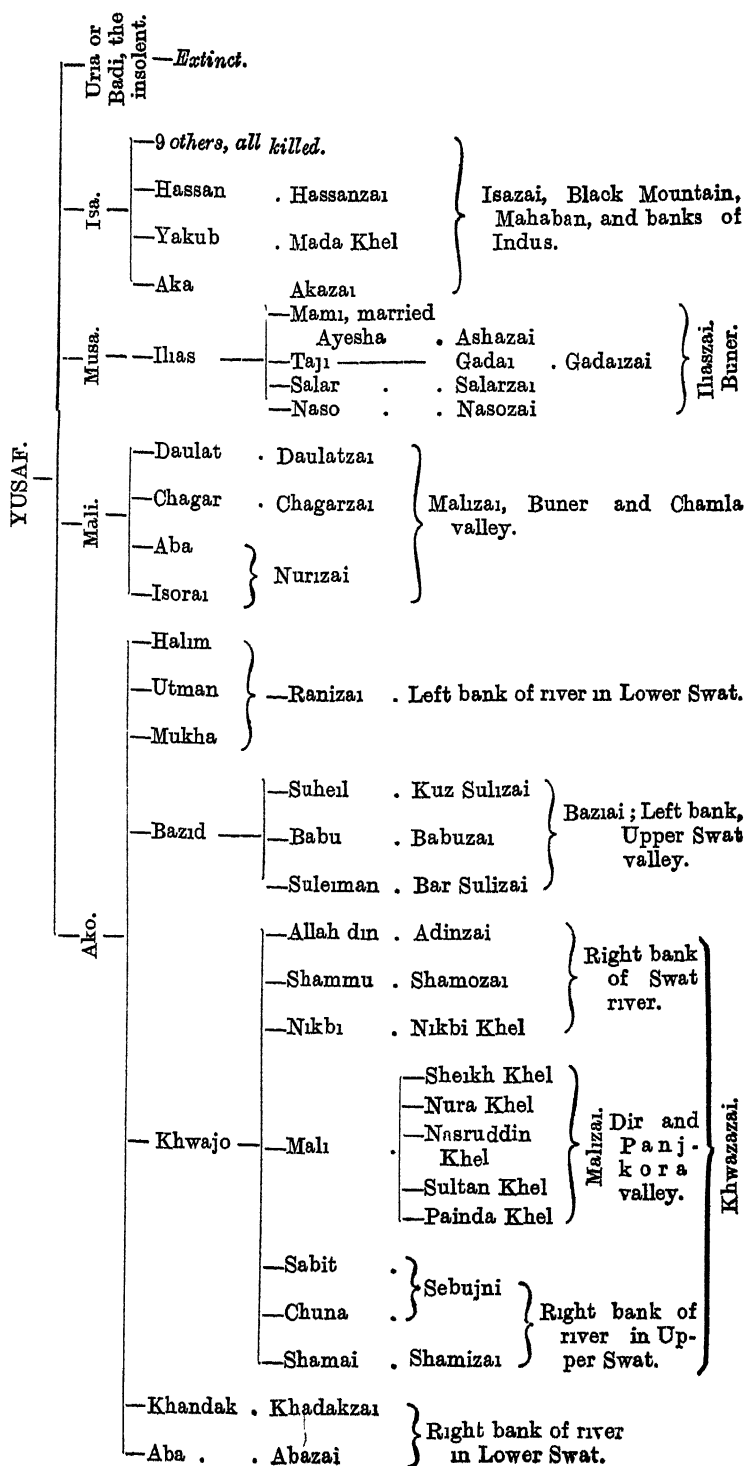 YUSAF.
Uria or
Badi, the
insolent.
—Extinct.
Isa.
—9 others, all killed.
—Hassan . Hassanzai
—Yakub . Mada Khel
—Aka Akazai
Isazai, Black Mountain,
Mahaban, and banks of
Indus.
Musa.
—Ilias
—Mami, married
Ayesha . Ashazai
—Taji — Gadai . Gadaizai
—Salar . . Salarzai
—Naso . . Nasozai
Iliaszai.
Buner.
Mali.
—Daulat . Daulatzai
—Chagar . Chagarzai
—Aba
—Isorai
Nurizai
Malizai, Buner and Chamla
valley.
Ako.
—Halim
—Utman
—Mukha
—Ranizai . Left bank of river in Lower Swat.
—Bazid
—Suheil . Kuz Sulizai
—Babu . Babuzai
—Suleiman . Bar Sulizai
Baziai; Left bank,
Upper Swat
valley.
—Khwajo
—Allah din . Adinzai
—Shammu . Shamozai
—Nikbi . Nikbi Khel
Right bank
of Swat
river.
—Mali .
—Sheikh Khel
—Nura Khel
—Nasruddin
Khel
—Sultan Khel
—Painda Khel
Malizai.
Dir and
Panj-
kora
valley.
—Sabit .
—Chuna .
Sebujni
—Shamai . Shamizai
Right bank of
river in Up-
per Swat.
Khwazazai.
—Khandak . Khadakzai
—Aba . . Abazai
Right bank of river
in Lower Swat.